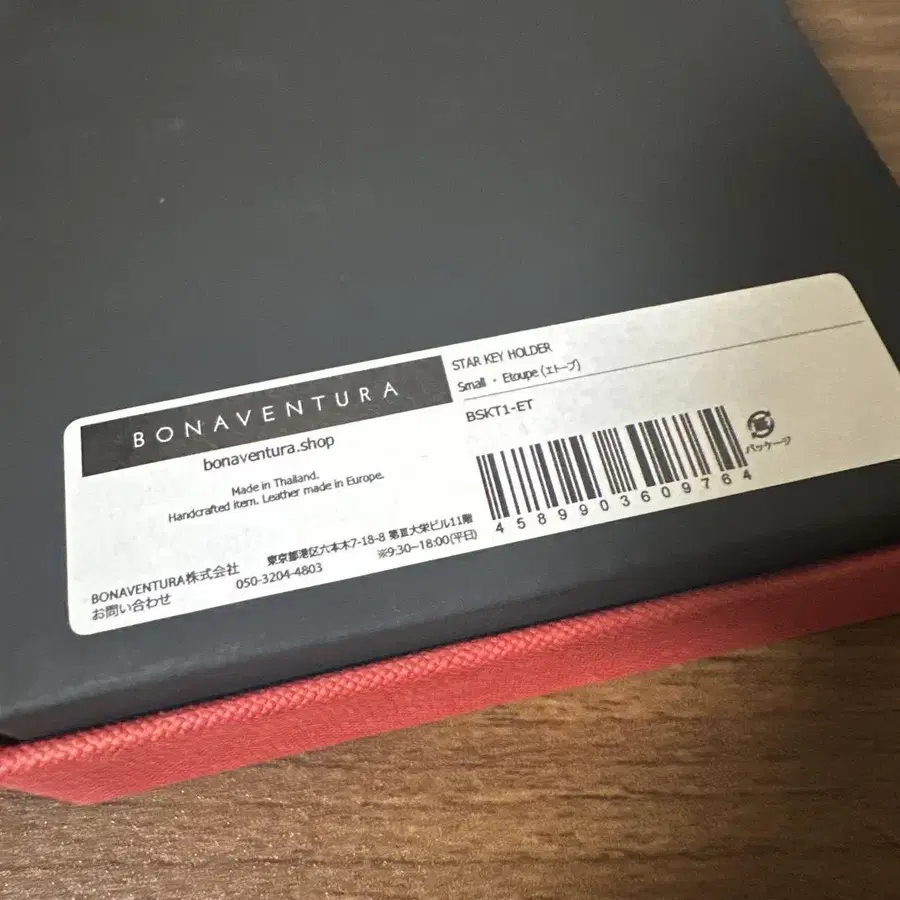 BONAVENTURA
bonaventura.shop
Made in Thailand.
Handcrafted item. Leather made in Europe.
BONAVENTURA株式会社 東京都港区六本木7-18-8 第Ⅲ大栄ビル11階
お問い合わせ 050-3204-4803 ※9:30~18:00(平日)
STAR KEY HOLDER
Small ・ Etoupe (エトープ)
BSKT1-ET
4589903609764
パッケージ